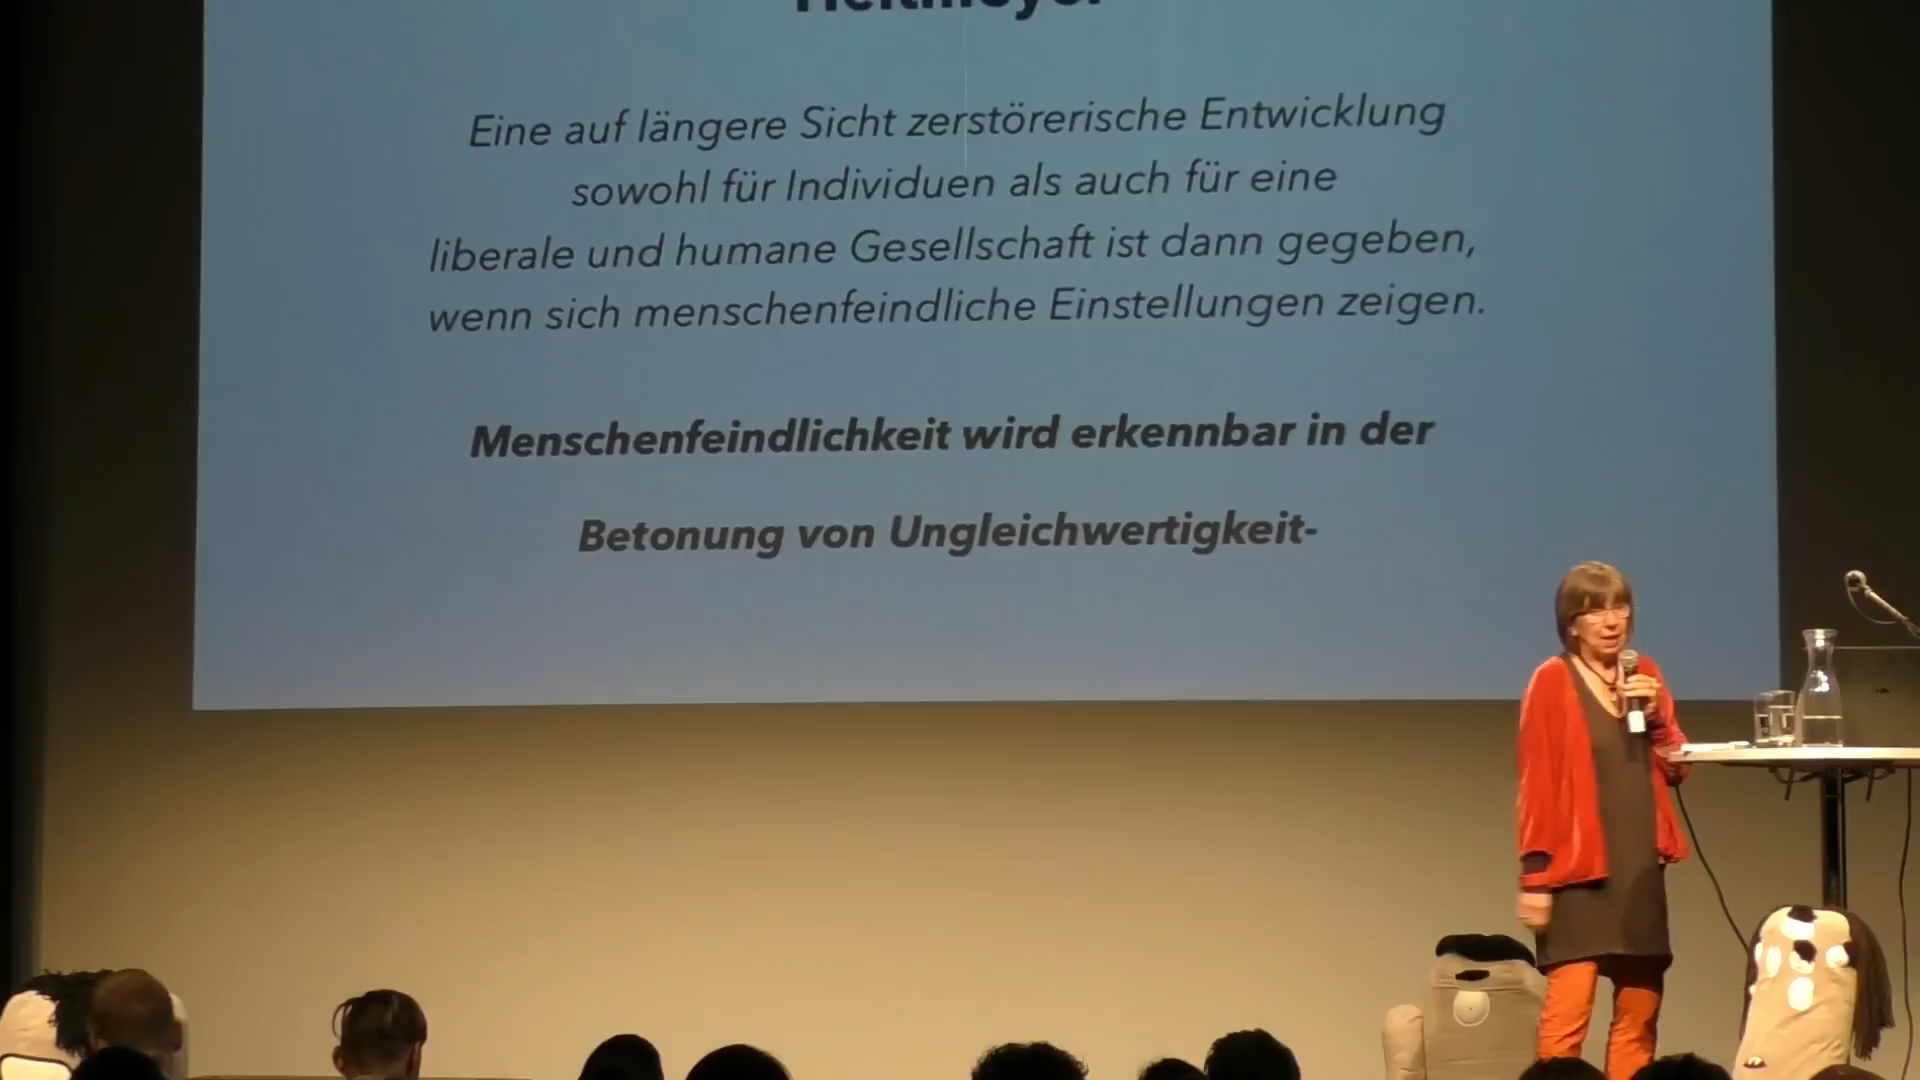 Heitmeyer
Eine auf längere Sicht zerstörerische Entwicklung
sowohl für Individuen als auch für eine
liberale und humane Gesellschaft ist dann gegeben,
wenn sich menschenfeindliche Einstellungen zeigen.
Menschenfeindlichkeit wird erkennbar in der
Betonung von Ungleichwertigkeit-